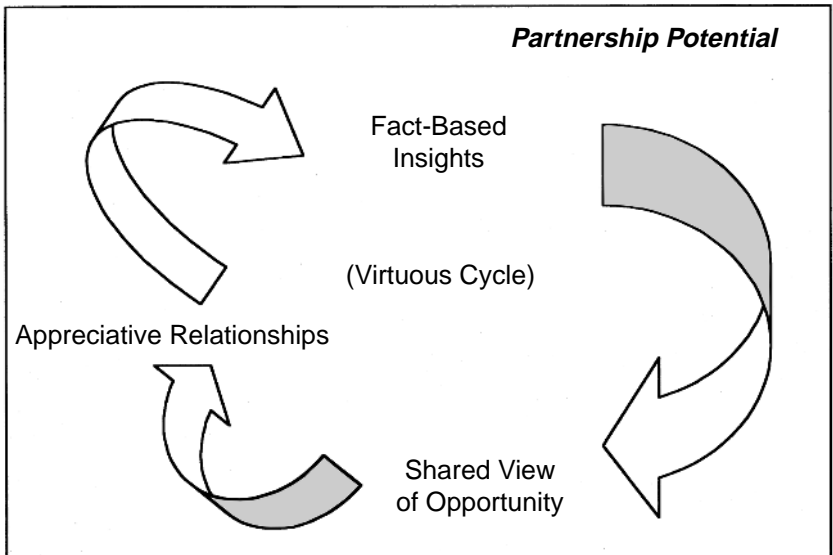 Partnership Potential
Fact-Based
Insights
(Virtuous Cycle)
Appreciative Relationships
Shared View
of Opportunity